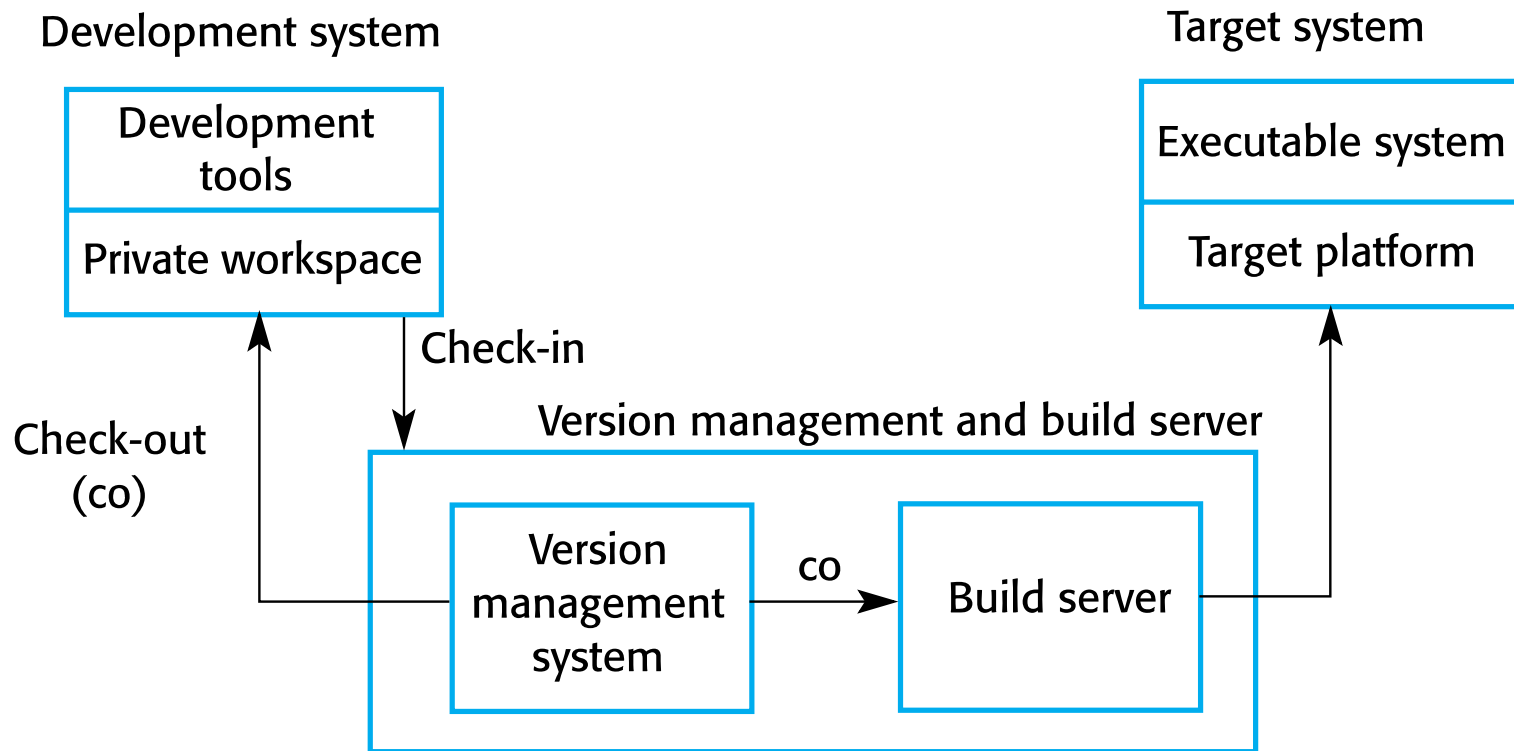 Development system
Target system
Development
tools
Private workspace
Executable system
Target platform
Check-in
Check-out
(co)
Version management and build server
Version
management
system
co
Build server